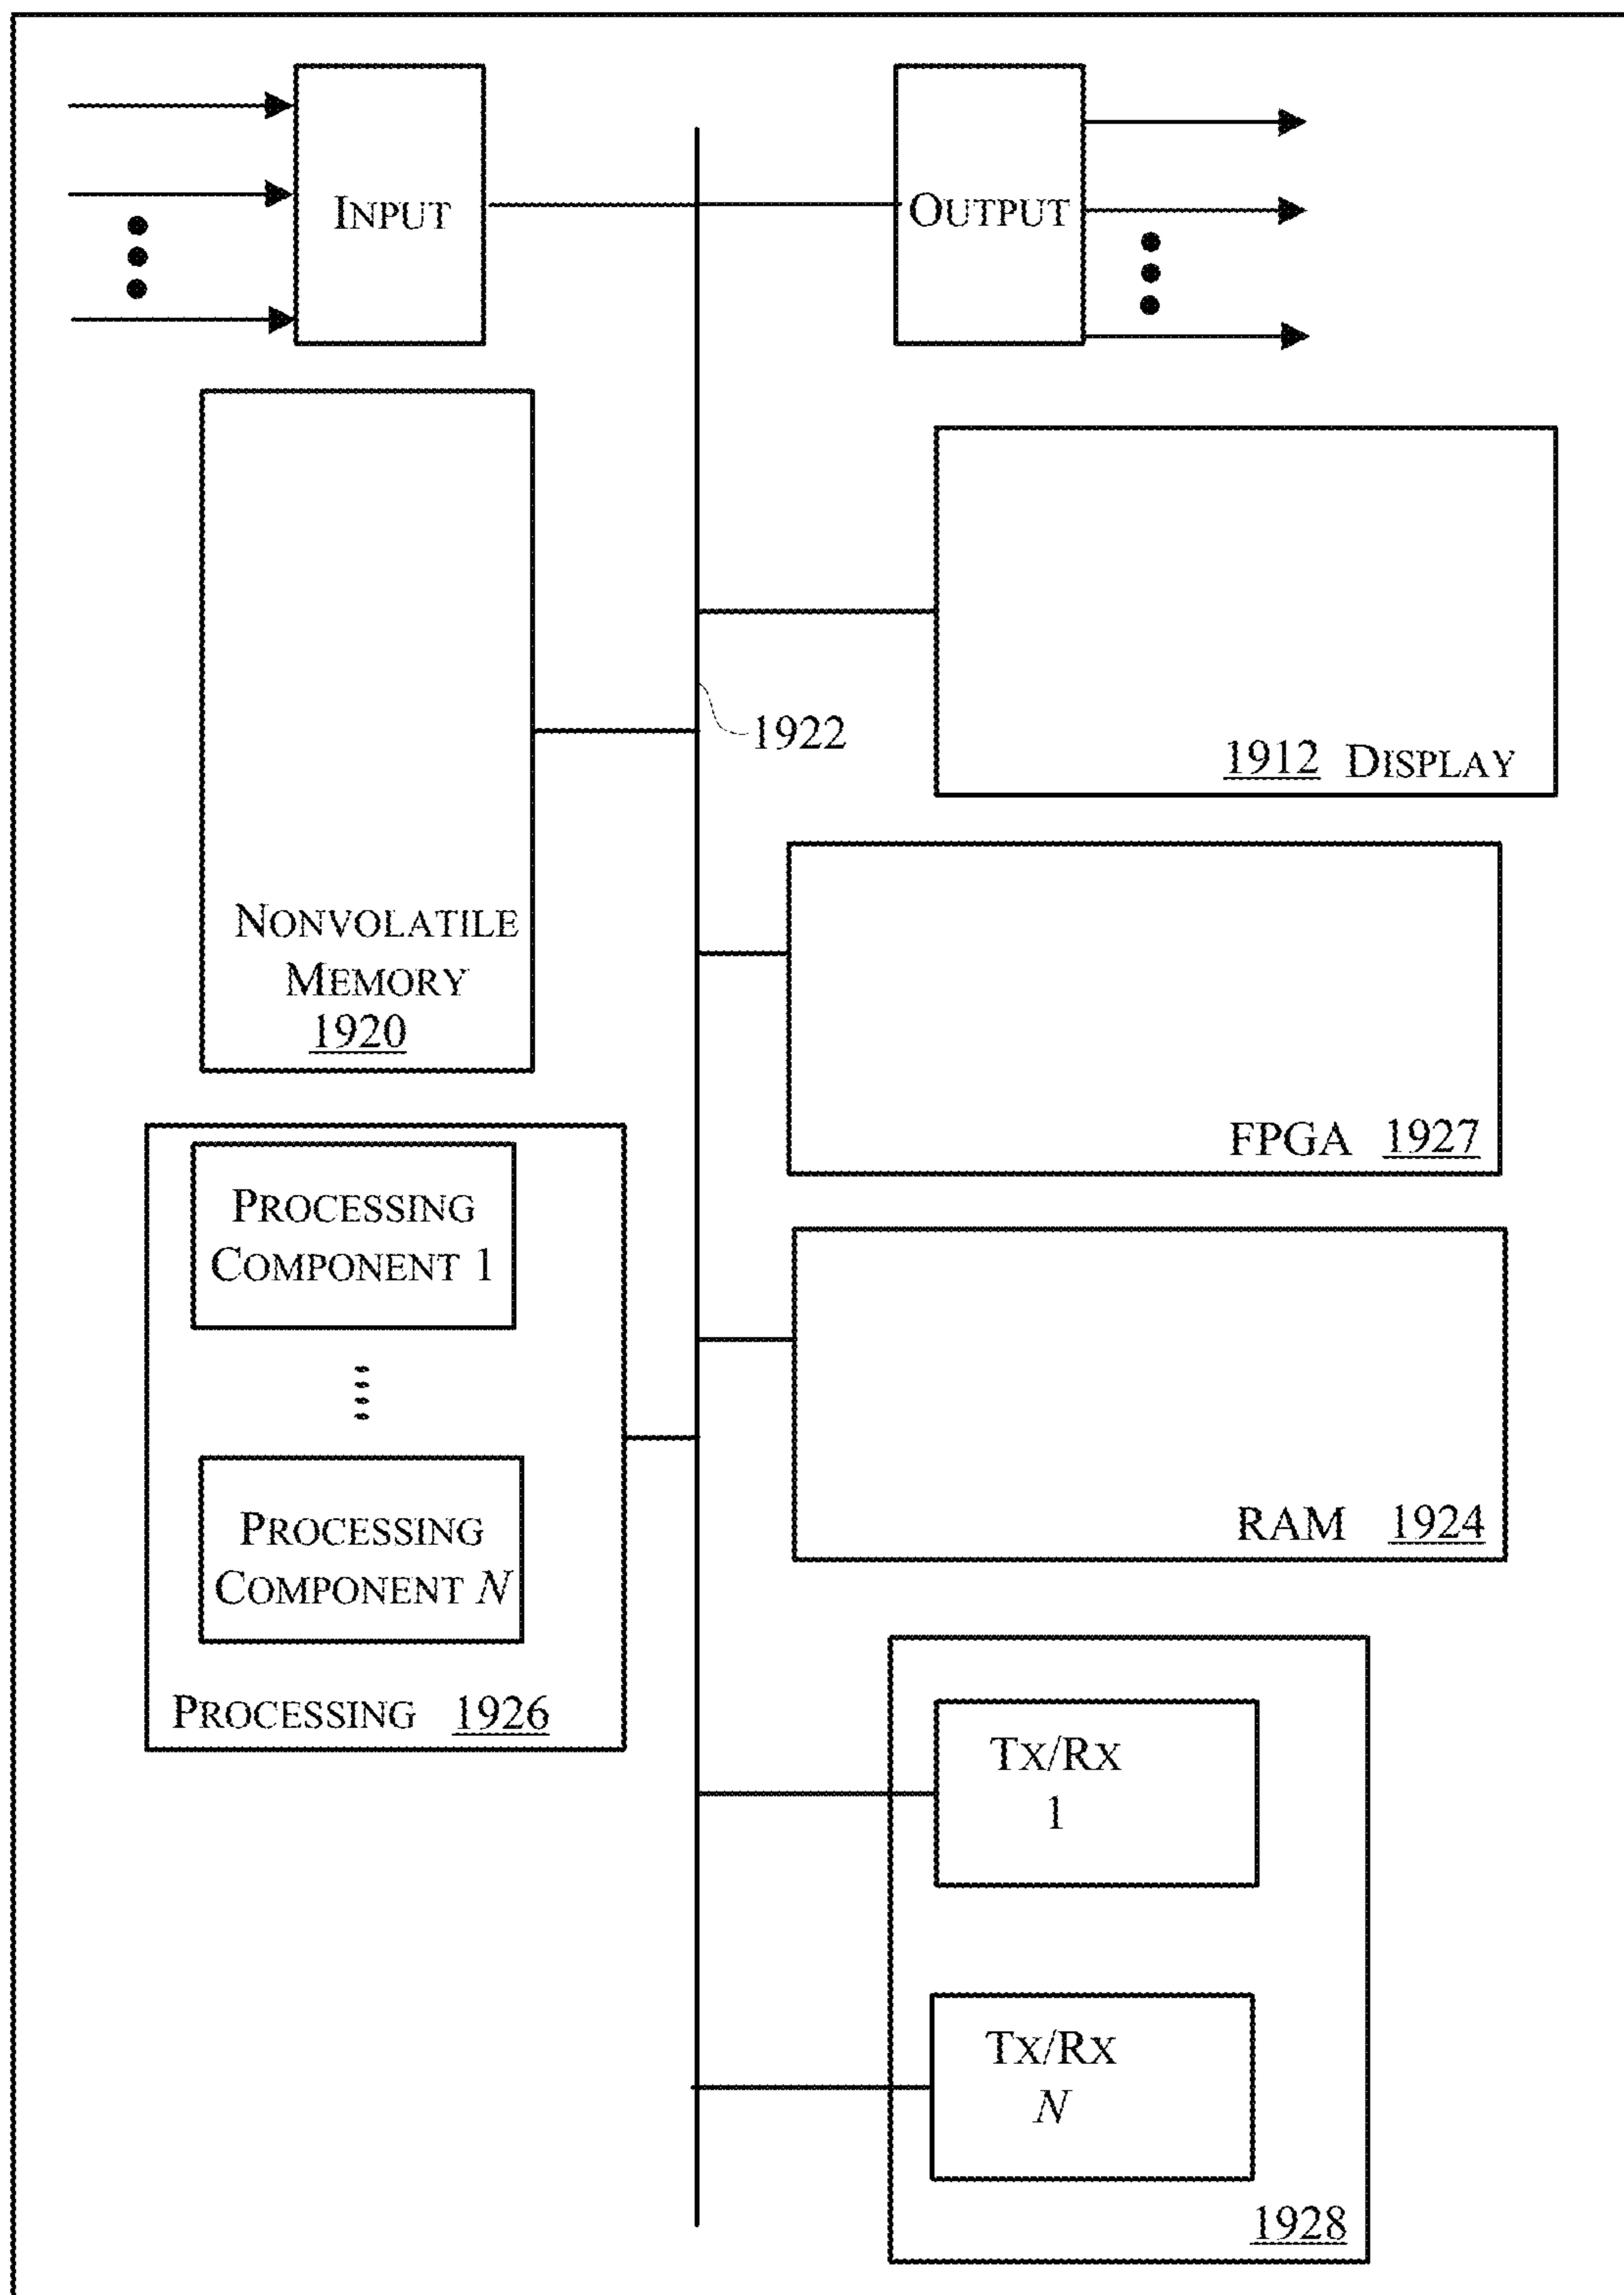 INPUT
OUTPUT
1922
1912 DISPLAY
NONVOLATILE
MEMORY
1920
FPGA 1927
PROCESSING
COMPONENT 1
RAM 1924
PROCESSING
COMPONENT N
PROCESSING 1926
TX/RX
1
TX/RX
N
1928